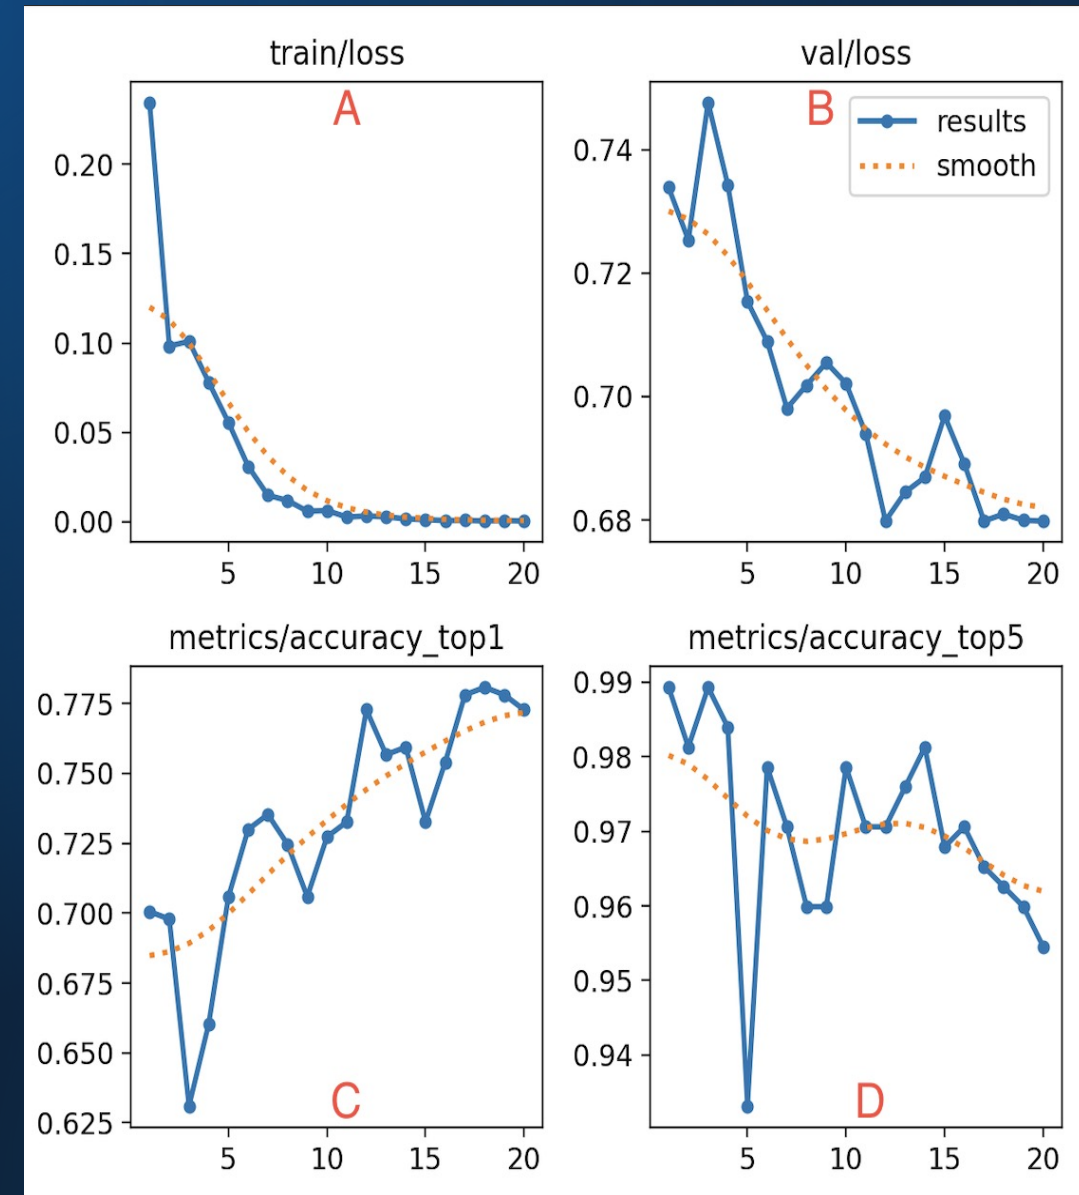 train/loss
A
0.20
0.15
0.10
0.05
0.00
5 10 15 20
val/loss
B
results
smooth
0.74
0.72
0.70
0.68
5 10 15 20
metrics/accuracy_top1
0.775
0.750
0.725
0.700
0.675
0.650
0.625
C
5 10 15 20
metrics/accuracy_top5
0.99
0.98
0.97
0.96
0.95
0.94
D
5 10 15 20